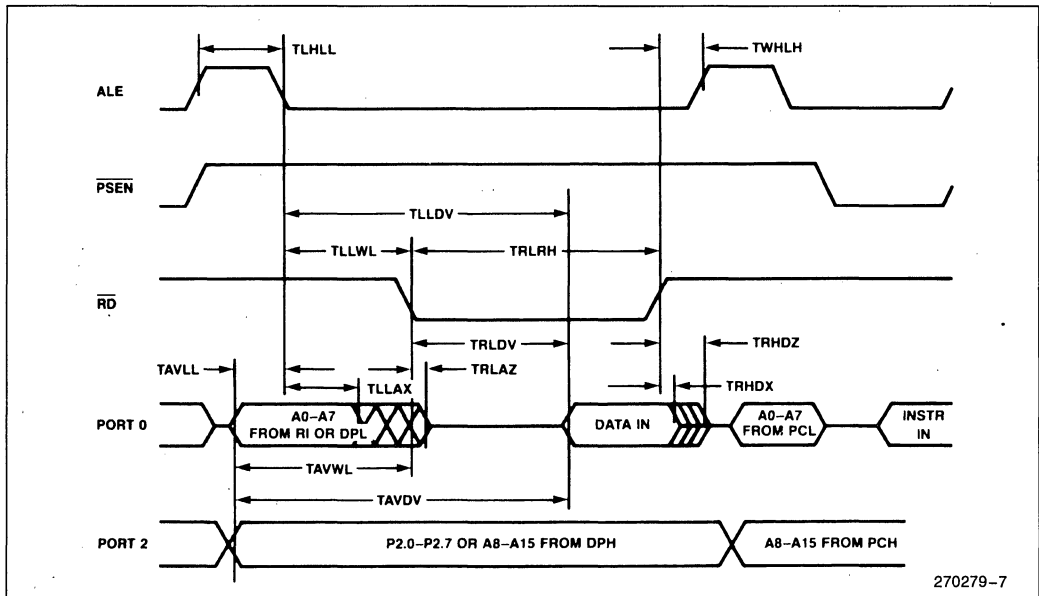 TLHLL
TWHLH
ALE
PSEN
TLLDV
TLLWL
TRLRH
RD
TRLDV
TRHDZ
TAVLL
TRLAZ
TLLAX
TRHDX
PORT 0
A0–A7
FROM RI OR DPL
DATA IN
A0–A7
FROM PCL
INSTR
IN
TAVWL
TAVDV
PORT 2
P2.0–P2.7 OR A8–A15 FROM DPH
A8–A15 FROM PCH
270279–7